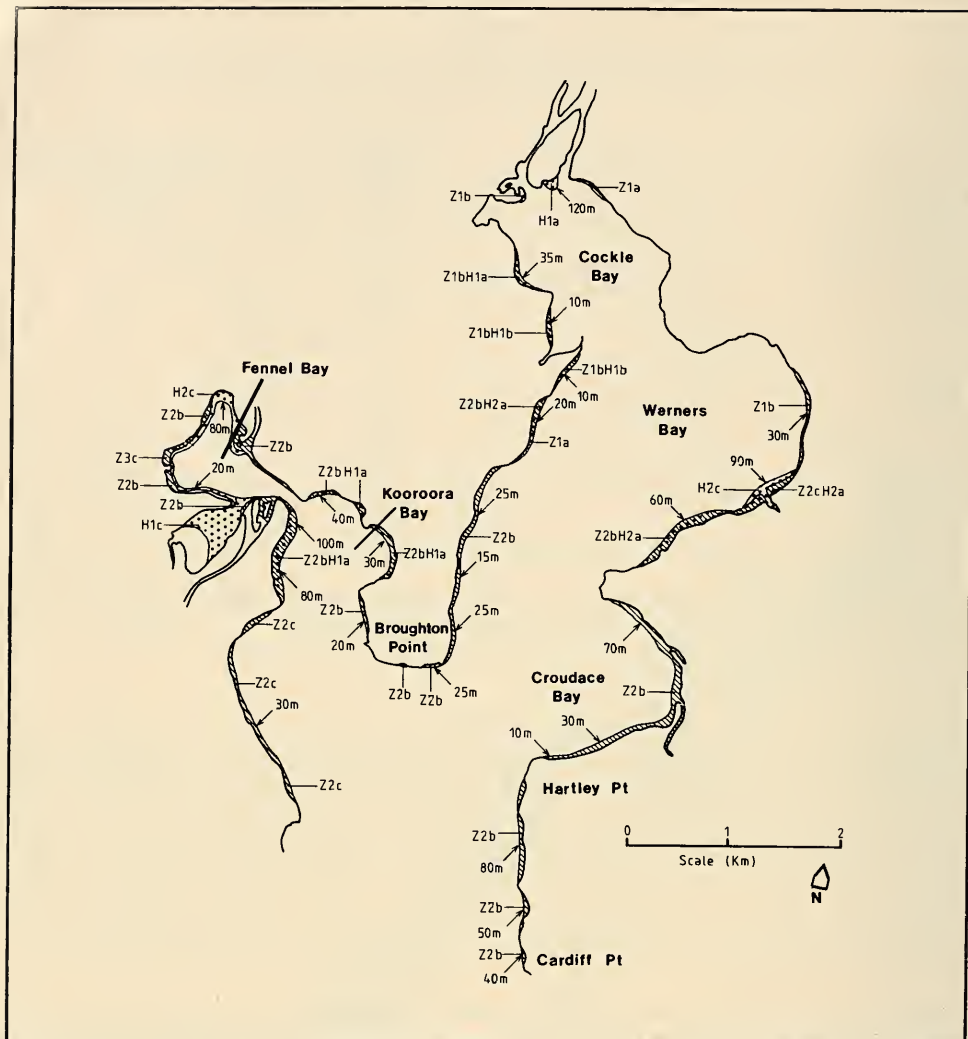 Z1b
H1a
120m
Z1a
Cockle
Bay
35m
Z1bH1a
10m
Z1bH1b
Z1bH1b
10m
Fennel Bay
H2c
Z2b
80m
Z3c
Z2b
20m
Z2b
Z2b
H1c
Z2bH1a
40m
Kooroora
Bay
30m
Z2bH1a
100m
Z2bH1a
80m
Z2c
Z2c
30m
Z2c
Z2b
20m
Broughton
Point
Z2b
Z2b
25m
Z2bH2a
20m
Z1a
25m
Z2b
15m
25m
Warners
Bay
Z1b
30m
90m
H2c
Z2cH2a
60m
Z2bH2a
70m
Croudace
Bay
Z2b
30m
10m
Hartley Pt
Z2b
80m
Z2b
50m
Z2b
Cardiff Pt
40m
0 1 2
Scale (Km)
N